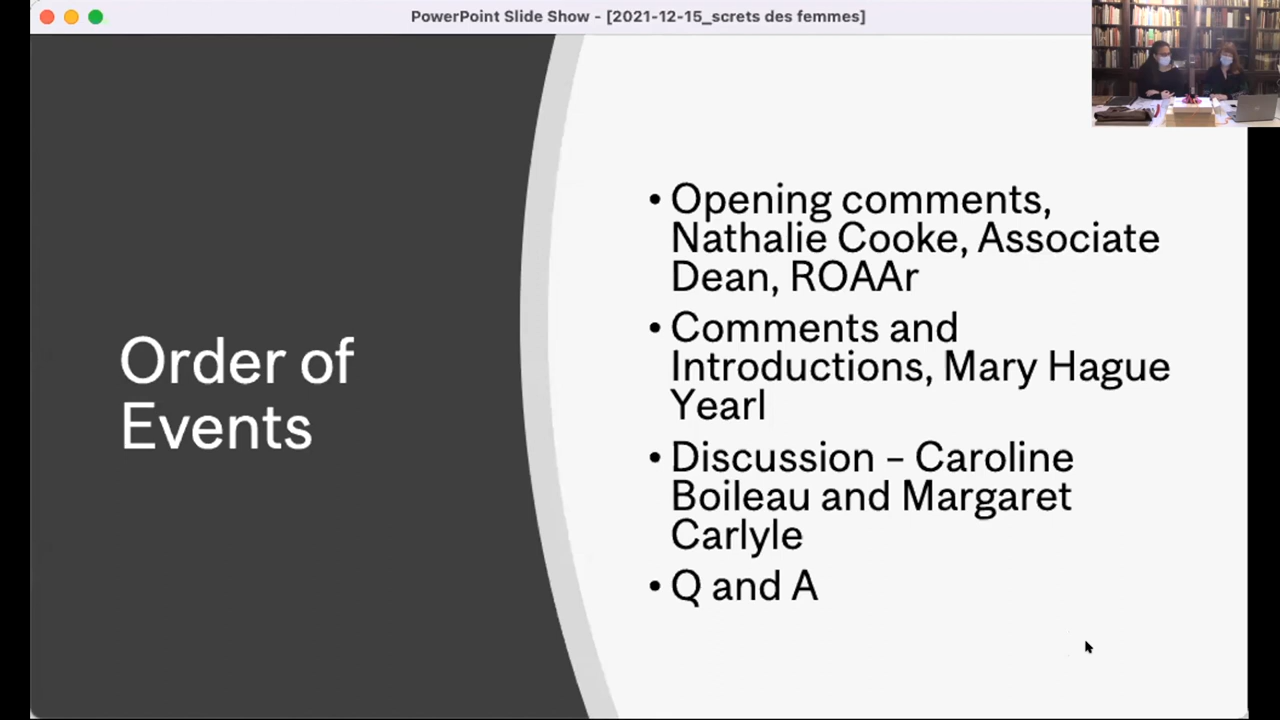 PowerPoint Slide Show - [2021-12-15_screts des femmes]
Order of
Events
• Opening comments,
Nathalie Cooke, Associate
Dean, ROAAr
• Comments and
Introductions, Mary Hague
Yearl
• Discussion – Caroline
Boileau and Margaret
Carlyle
• Q and A